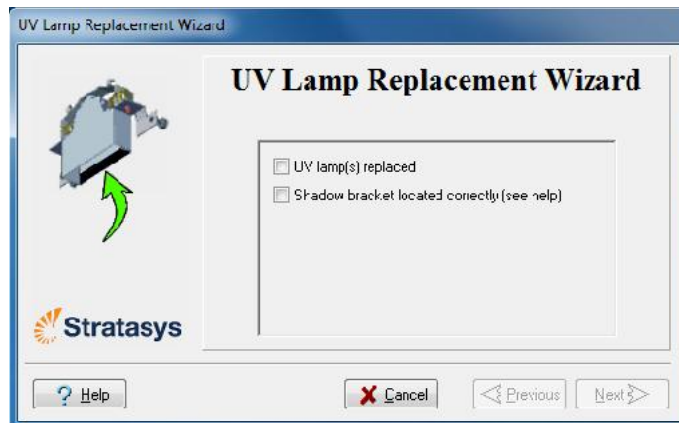 UV Lamp Replacement Wizard
UV Lamp Replacement Wizard
UV lamp(s) replaced
Shadow bracket located correctly (see help)
Stratasys
? Help
Cancel
Previous
Next